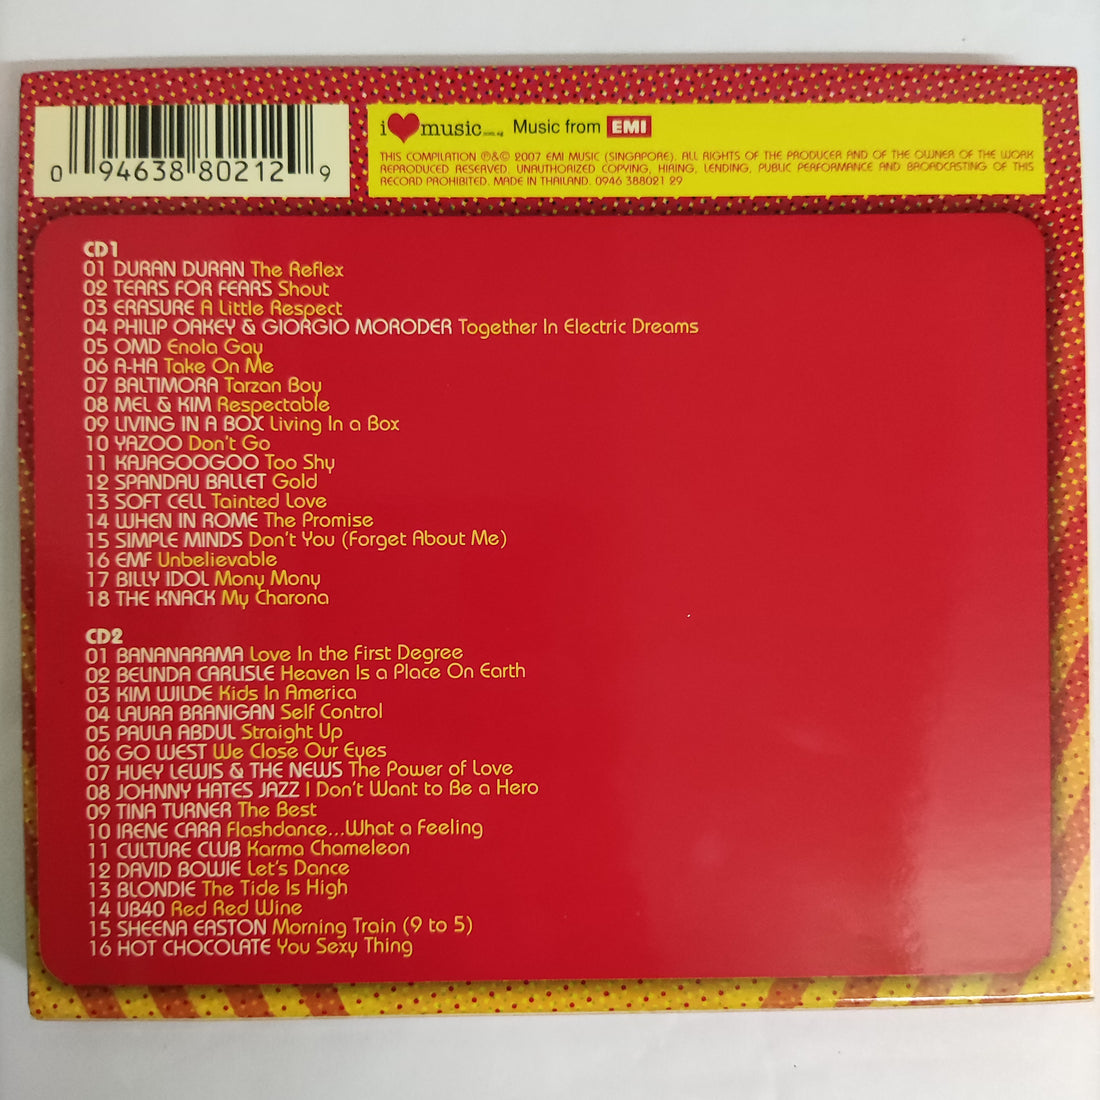 0 94638 80212 9
i music.com.sg Music from EMI
THIS COMPILATION ℗&© 2007 EMI MUSIC (SINGAPORE). ALL RIGHTS OF THE PRODUCER AND OF THE OWNER OF THE WORK
REPRODUCED RESERVED. UNAUTHORIZED COPYING, HIRING, LENDING, PUBLIC PERFORMANCE AND BROADCASTING OF THIS
RECORD PROHIBITED. MADE IN THAILAND. 0946 388021 29
CD1
01 DURAN DURAN The Reflex
02 TEARS FOR FEARS Shout
03 ERASURE A Little Respect
04 PHILIP OAKEY & GIORGIO MORODER Together In Electric Dreams
05 OMD Enola Gay
06 A-HA Take On Me
07 BALTIMORA Tarzan Boy
08 MEL & KIM Respectable
09 LIVING IN A BOX Living In a Box
10 YAZOO Don't Go
11 KAJAGOOGOO Too Shy
12 SPANDAU BALLET Gold
13 SOFT CELL Tainted Love
14 WHEN IN ROME The Promise
15 SIMPLE MINDS Don't You (Forget About Me)
16 EMF Unbelievable
17 BILLY IDOL Mony Mony
18 THE KNACK My Charona
CD2
01 BANANARAMA Love In the First Degree
02 BELINDA CARLISLE Heaven Is a Place On Earth
03 KIM WILDE Kids In America
04 LAURA BRANIGAN Self Control
05 PAULA ABDUL Straight Up
06 GO WEST We Close Our Eyes
07 HUEY LEWIS & THE NEWS The Power of Love
08 JOHNNY HATES JAZZ I Don't Want to Be a Hero
09 TINA TURNER The Best
10 IRENE CARA Flashdance...What a Feeling
11 CULTURE CLUB Karma Chameleon
12 DAVID BOWIE Let's Dance
13 BLONDIE The Tide Is High
14 UB40 Red Red Wine
15 SHEENA EASTON Morning Train (9 to 5)
16 HOT CHOCOLATE You Sexy Thing